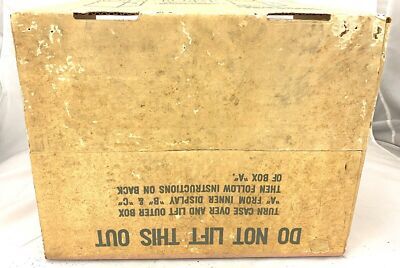 DO NOT LIFT THIS OUT
TURN CASE OVER AND LIFT OUTER BOX
"A" FROM INNER DISPLAY "B" & "C"
THEN FOLLOW INSTRUCTIONS ON BACK
OF BOX "A".